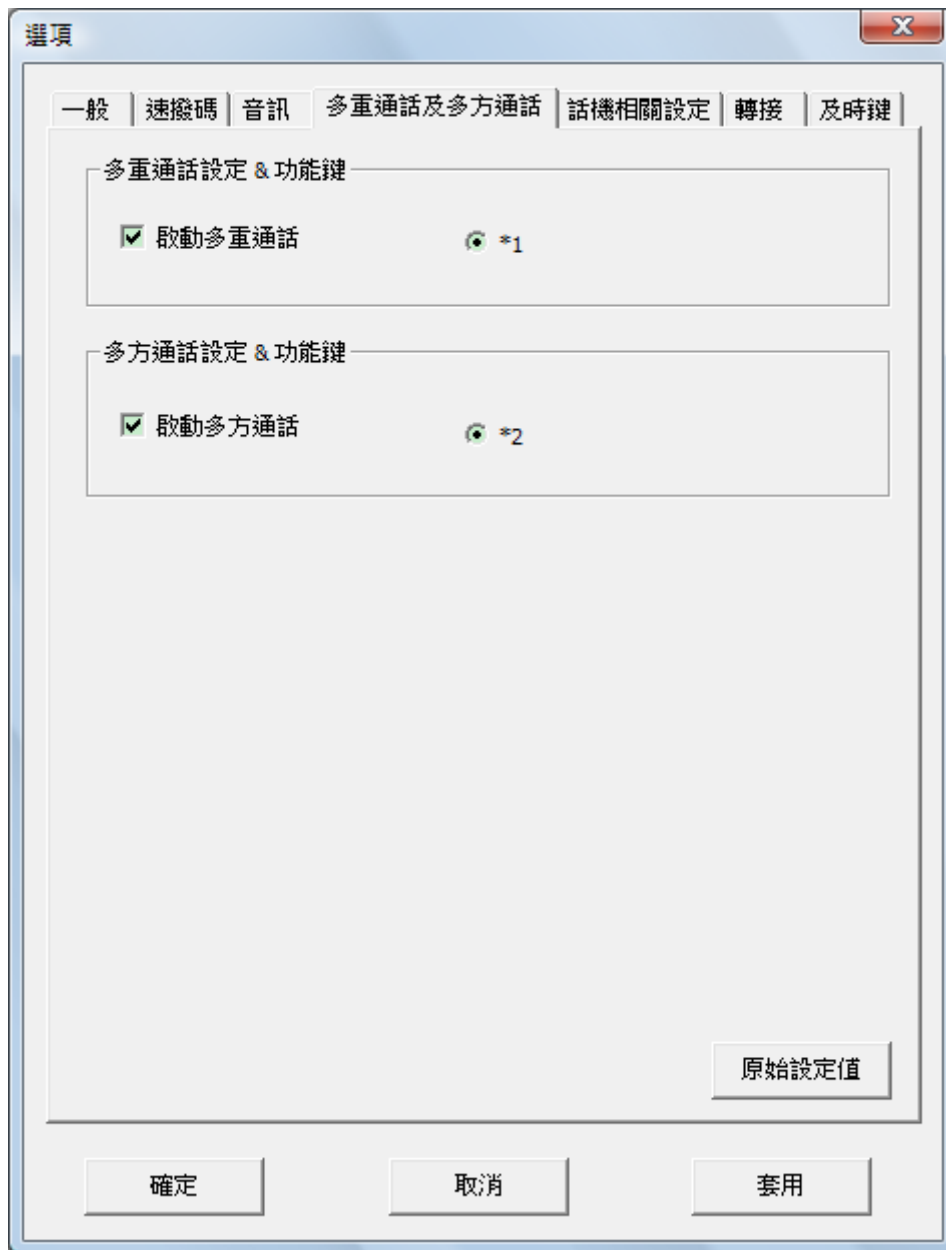 選項
一般 速撥碼 音訊 多重通話及多方通話 話機相關設定 轉接 及時鍵
多重通話設定 & 功能鍵
啟動多重通話 *1
多方通話設定 & 功能鍵
啟動多方通話 *2
原始設定值
確定 取消 套用